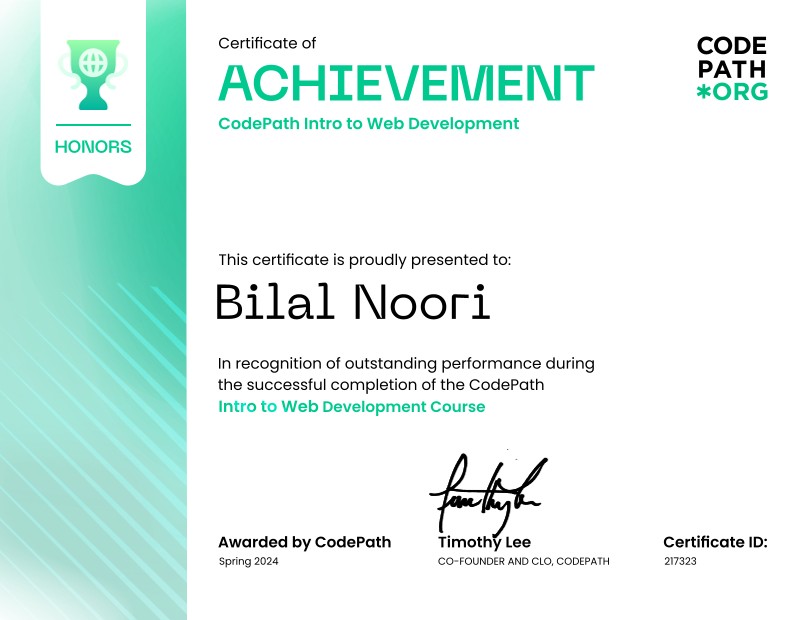 HONORS
Certificate of
ACHIEVEMENT
CodePath Intro to Web Development
CODE
PATH
*ORG
This certificate is proudly presented to:
Bilal Noori
In recognition of outstanding performance during
the successful completion of the CodePath
Intro to Web Development Course
Awarded by CodePath
Spring 2024
Timothy Lee
CO-FOUNDER AND CLO, CODEPATH
Certificate ID:
217323